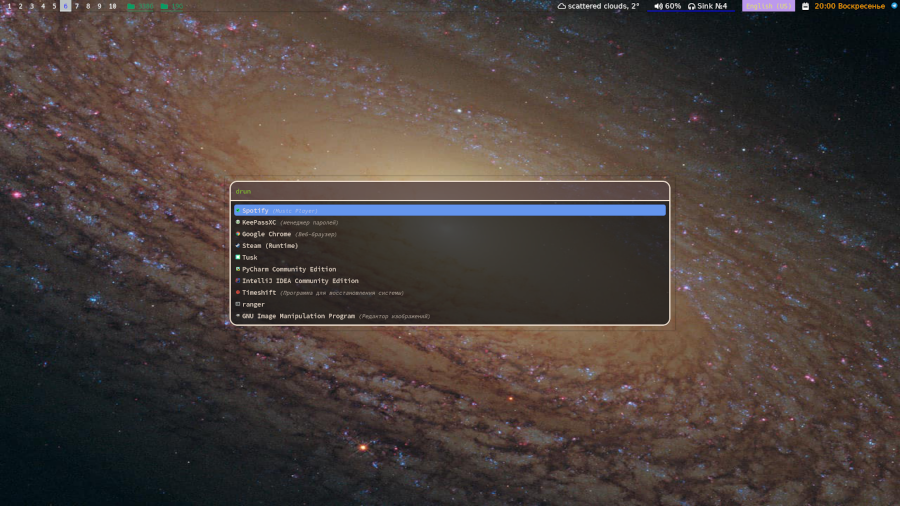 1 2 3 4 5 6 7 8 9 10
scattered clouds, 2° 60% Sink №4 English (US) 20:00 Воскресенье
drun
Spotify (Music Player)
KeePassXC (менеджер паролей)
Google Chrome (Веб-браузер)
Steam (Runtime)
Tusk
PyCharm Community Edition
IntelliJ IDEA Community Edition
Timeshift (Программа для восстановления системы)
ranger
GNU Image Manipulation Program (Редактор изображений)